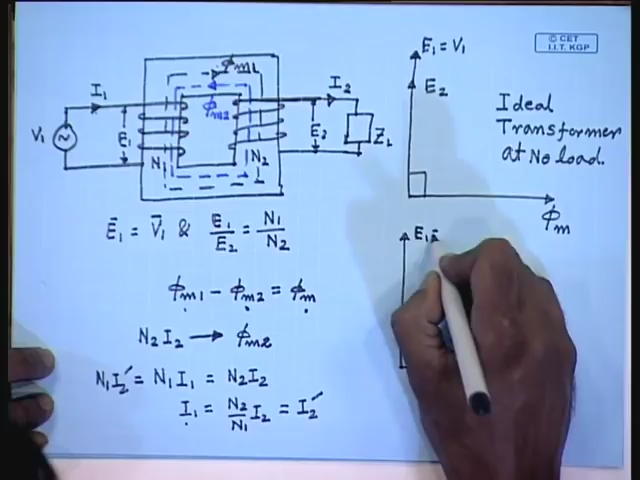 © CET
I.I.T. KGP
ϕm1
E1 = V1
I1
I2
E2
ϕm2
Ideal
Transformer
at No load.
V1
E1
E2
ZL
N1
N2
ϕm
Ē1 = V̄1 & E1/E2 = N1/N2
E1=
ϕm1 − ϕm2 = ϕm
N2I2 → ϕm2
N1I2′ = N1I1 = N2I2
I1 = N2/N1 I2 = I2′